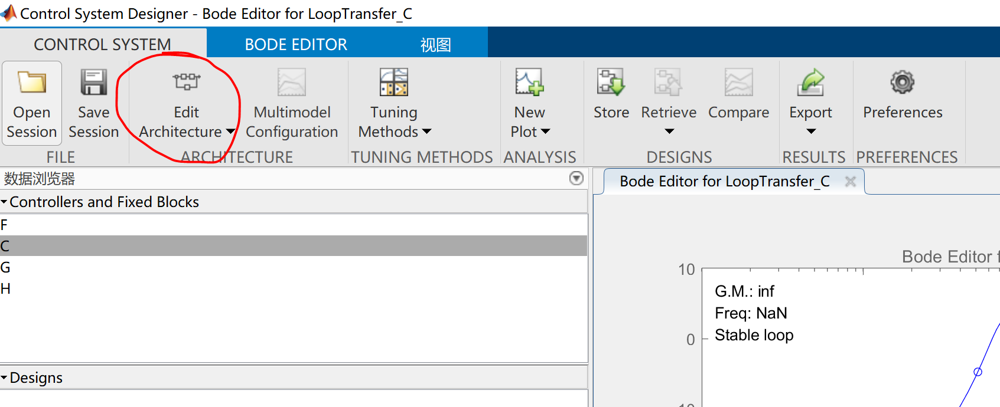 Control System Designer - Bode Editor for LoopTransfer_C
CONTROL SYSTEM
BODE EDITOR
视图
Open
Session
Save
Session
Edit
Architecture
Multimodel
Configuration
Tuning
Methods
New
Plot
Store
Retrieve
Compare
Export
Preferences
FILE
ARCHITECTURE
TUNING METHODS
ANALYSIS
DESIGNS
RESULTS
PREFERENCES
数据浏览器
Controllers and Fixed Blocks
F
C
G
H
Designs
Bode Editor for LoopTransfer_C
Bode Editor
10
G.M.: inf
Freq: NaN
Stable loop
0